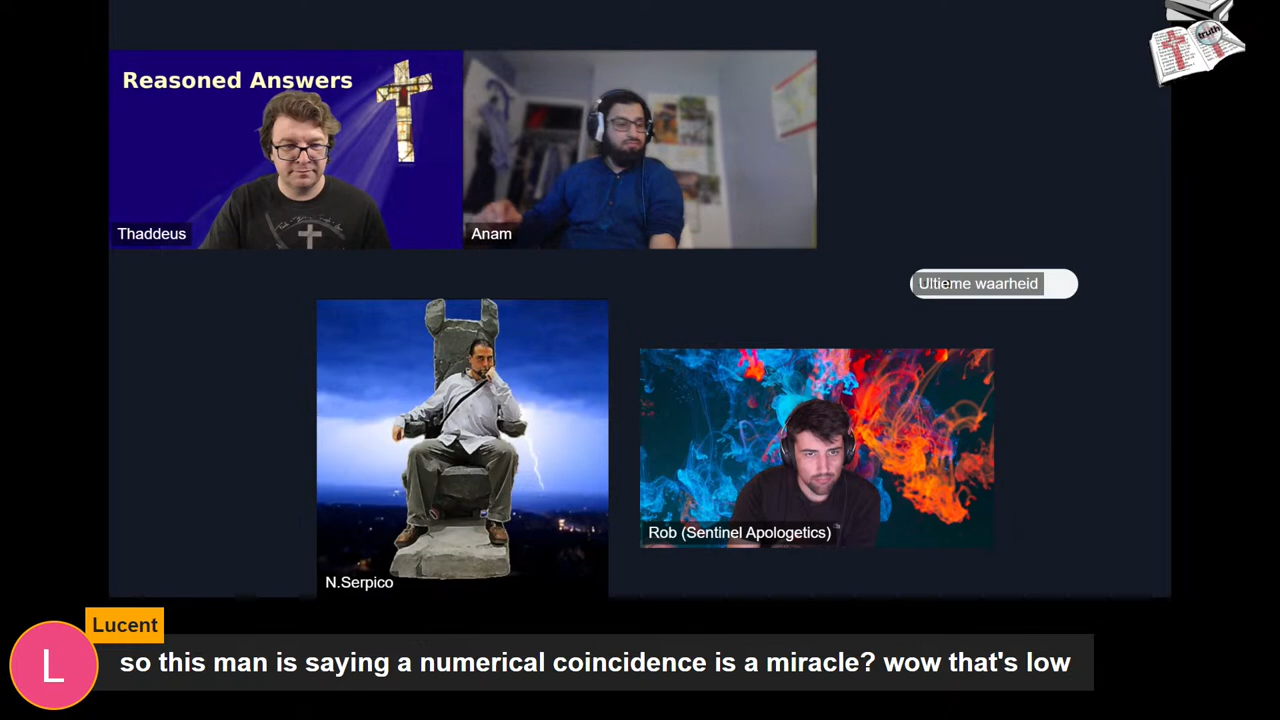 truth
Reasoned Answers
Thaddeus
Anam
Ultieme waarheid
N.Serpico
Rob (Sentinel Apologetics)
Lucent
L
so this man is saying a numerical coincidence is a miracle? wow that's low